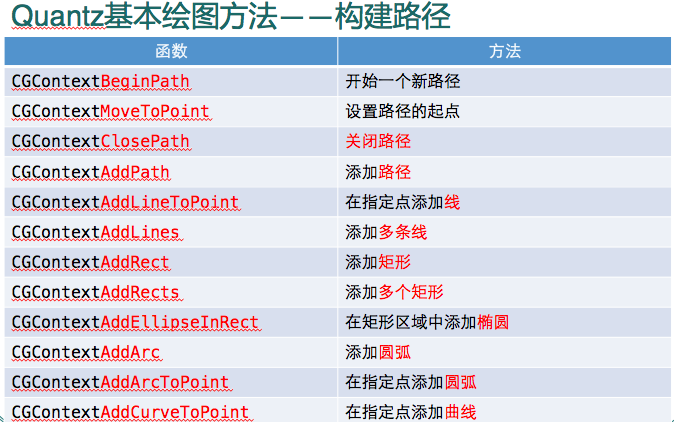 Quantz基本绘图方法——构建路径
函数 方法
CGContextBeginPath 开始一个新路径
CGContextMoveToPoint 设置路径的起点
CGContextClosePath 关闭路径
CGContextAddPath 添加路径
CGContextAddLineToPoint 在指定点添加线
CGContextAddLines 添加多条线
CGContextAddRect 添加矩形
CGContextAddRects 添加多个矩形
CGContextAddEllipseInRect 在矩形区域中添加椭圆
CGContextAddArc 添加圆弧
CGContextAddArcToPoint 在指定点添加圆弧
CGContextAddCurveToPoint 在指定点添加曲线